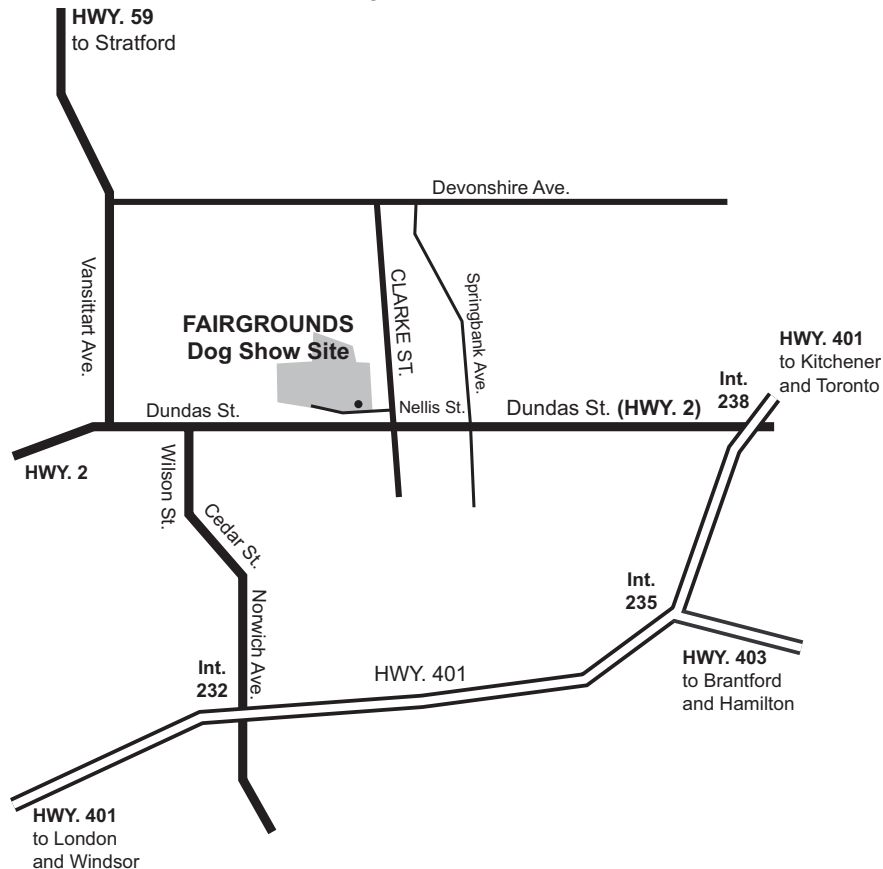 HWY. 59
to Stratford
Devonshire Ave.
Vansittart Ave.
CLARKE ST.
Springbank Ave.
FAIRGROUNDS
Dog Show Site
HWY. 401
to Kitchener
and Toronto
Int.
238
Dundas St.
Nellis St.
Dundas St. (HWY. 2)
HWY. 2
Wilson St.
Cedar St.
Norwich Ave.
Int.
235
Int.
232
HWY. 401
HWY. 403
to Brantford
and Hamilton
HWY. 401
to London
and Windsor